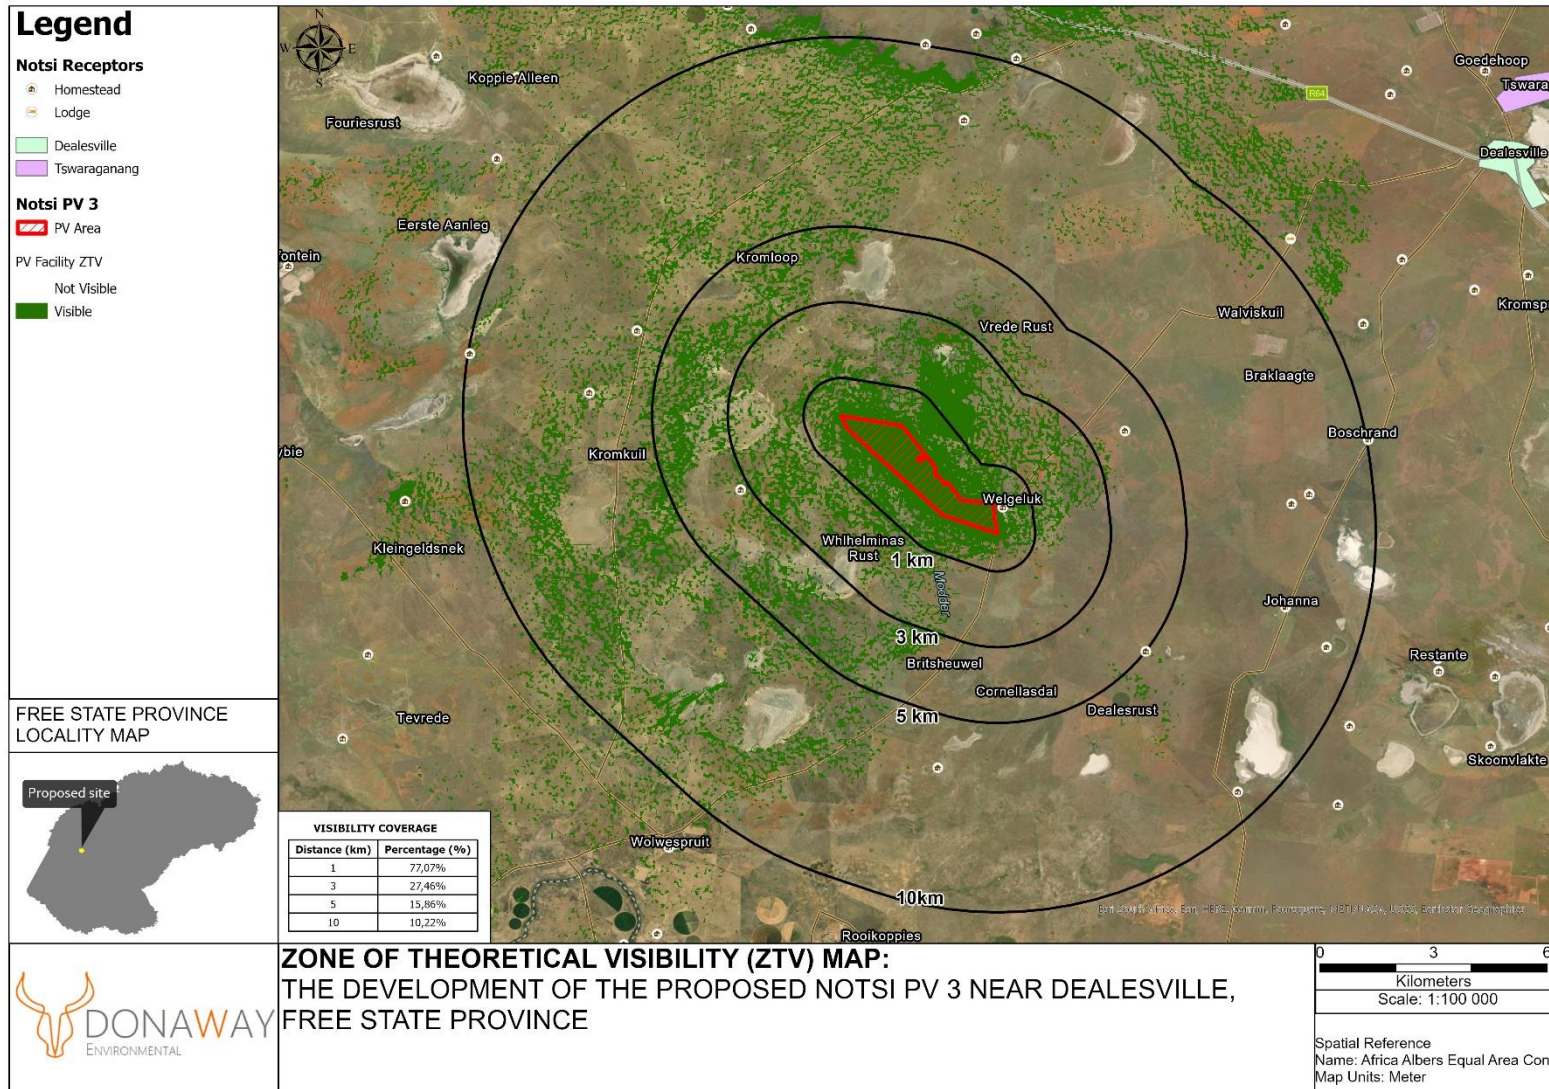 Legend
Notsi Receptors
Homestead
Lodge
Dealesville
Tswaraganang
Notsi PV 3
PV Area
PV Facility ZTV
Not Visible
Visible
FREE STATE PROVINCE
LOCALITY MAP
Proposed site
N
W
E
S
Koppie Alleen
Fouriesrust
Goedehoop
Tswara
R64
Dealesville
Eerste Aanleg
fontein
Kromloop
Kromsp
Walviskuil
Vrede Rust
Braklaagte
Boschrand
ybie
Kromkuil
Welgeluk
Whlhelminas
Rust
Kleingeldsnek
1 km
Modder
Johanna
3 km
Britsheuwel
Restante
Cornellasdal
Dealesrust
5 km
Tevrede
Skoonvlakte
Wolwespruit
10km
Rooikoppies
VISIBILITY COVERAGE
Distance (km) Percentage (%)
1 77,07%
3 27,46%
5 15,86%
10 10,22%
DONAWAY
ENVIRONMENTAL
ZONE OF THEORETICAL VISIBILITY (ZTV) MAP:
THE DEVELOPMENT OF THE PROPOSED NOTSI PV 3 NEAR DEALESVILLE,
FREE STATE PROVINCE
0 3 6
Kilometers
Scale: 1:100 000
Spatial Reference
Name: Africa Albers Equal Area Con
Map Units: Meter